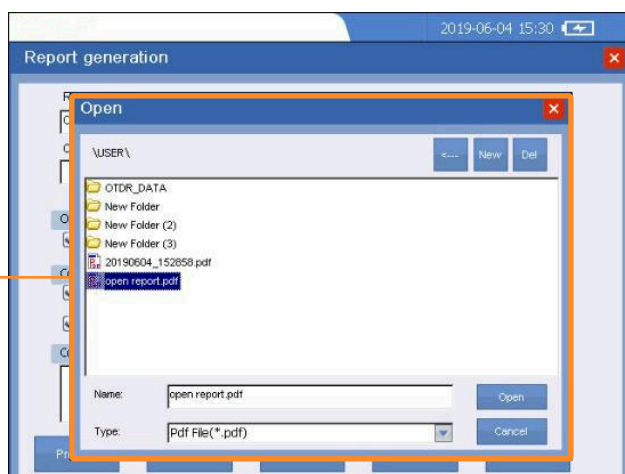 2019-06-04 15:30
Report generation
Open
\USER\
<--- New Del
OTDR_DATA
New Folder
New Folder (2)
New Folder (3)
20190604_152858.pdf
open report.pdf
Name: open report.pdf Open
Type: Pdf File(*.pdf) Cancel